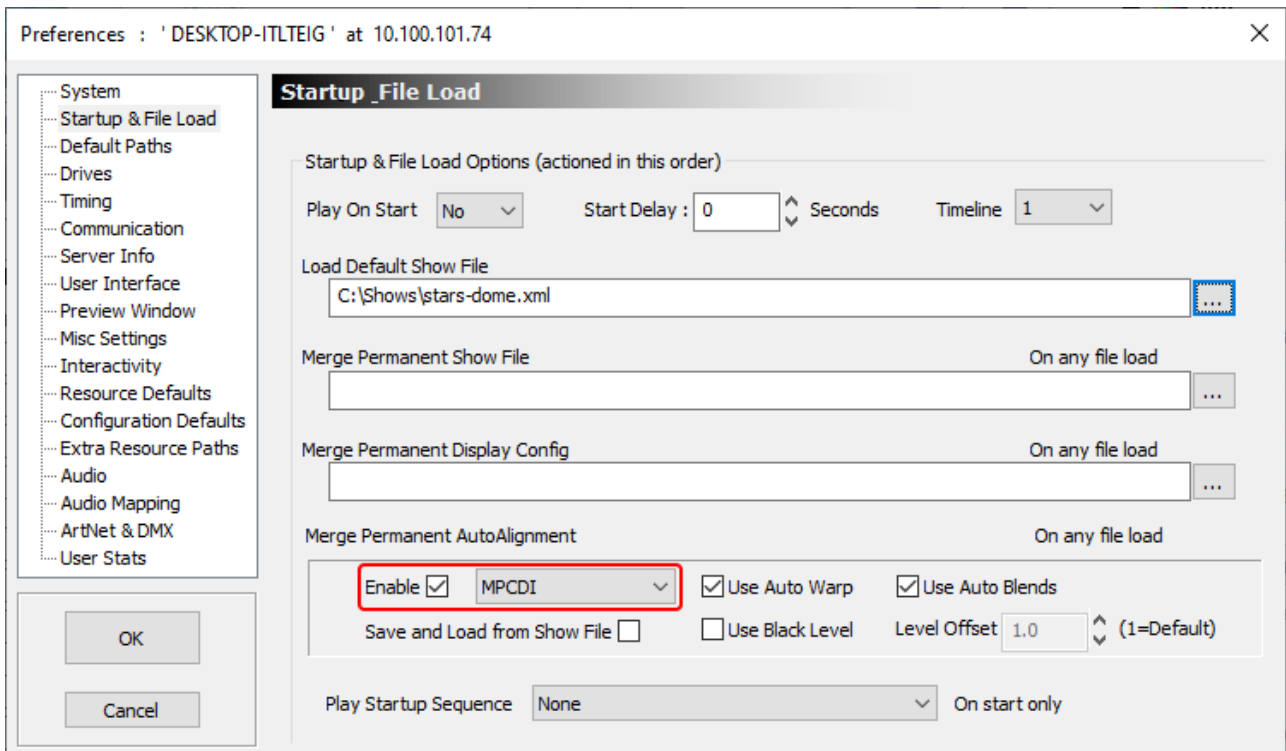 Preferences : ' DESKTOP-ITLTEIG ' at 10.100.101.74
System
Startup & File Load
Default Paths
Drives
Timing
Communication
Server Info
User Interface
Preview Window
Misc Settings
Interactivity
Resource Defaults
Configuration Defaults
Extra Resource Paths
Audio
Audio Mapping
ArtNet & DMX
User Stats
OK
Cancel
Startup _File Load
Startup & File Load Options (actioned in this order)
Play On Start No Start Delay : 0 Seconds Timeline 1
Load Default Show File
C:\Shows\stars-dome.xml
...
Merge Permanent Show File On any file load
...
Merge Permanent Display Config On any file load
...
Merge Permanent AutoAlignment On any file load
Enable MPCDI Use Auto Warp Use Auto Blends
Save and Load from Show File Use Black Level Level Offset 1.0 (1=Default)
Play Startup Sequence None On start only